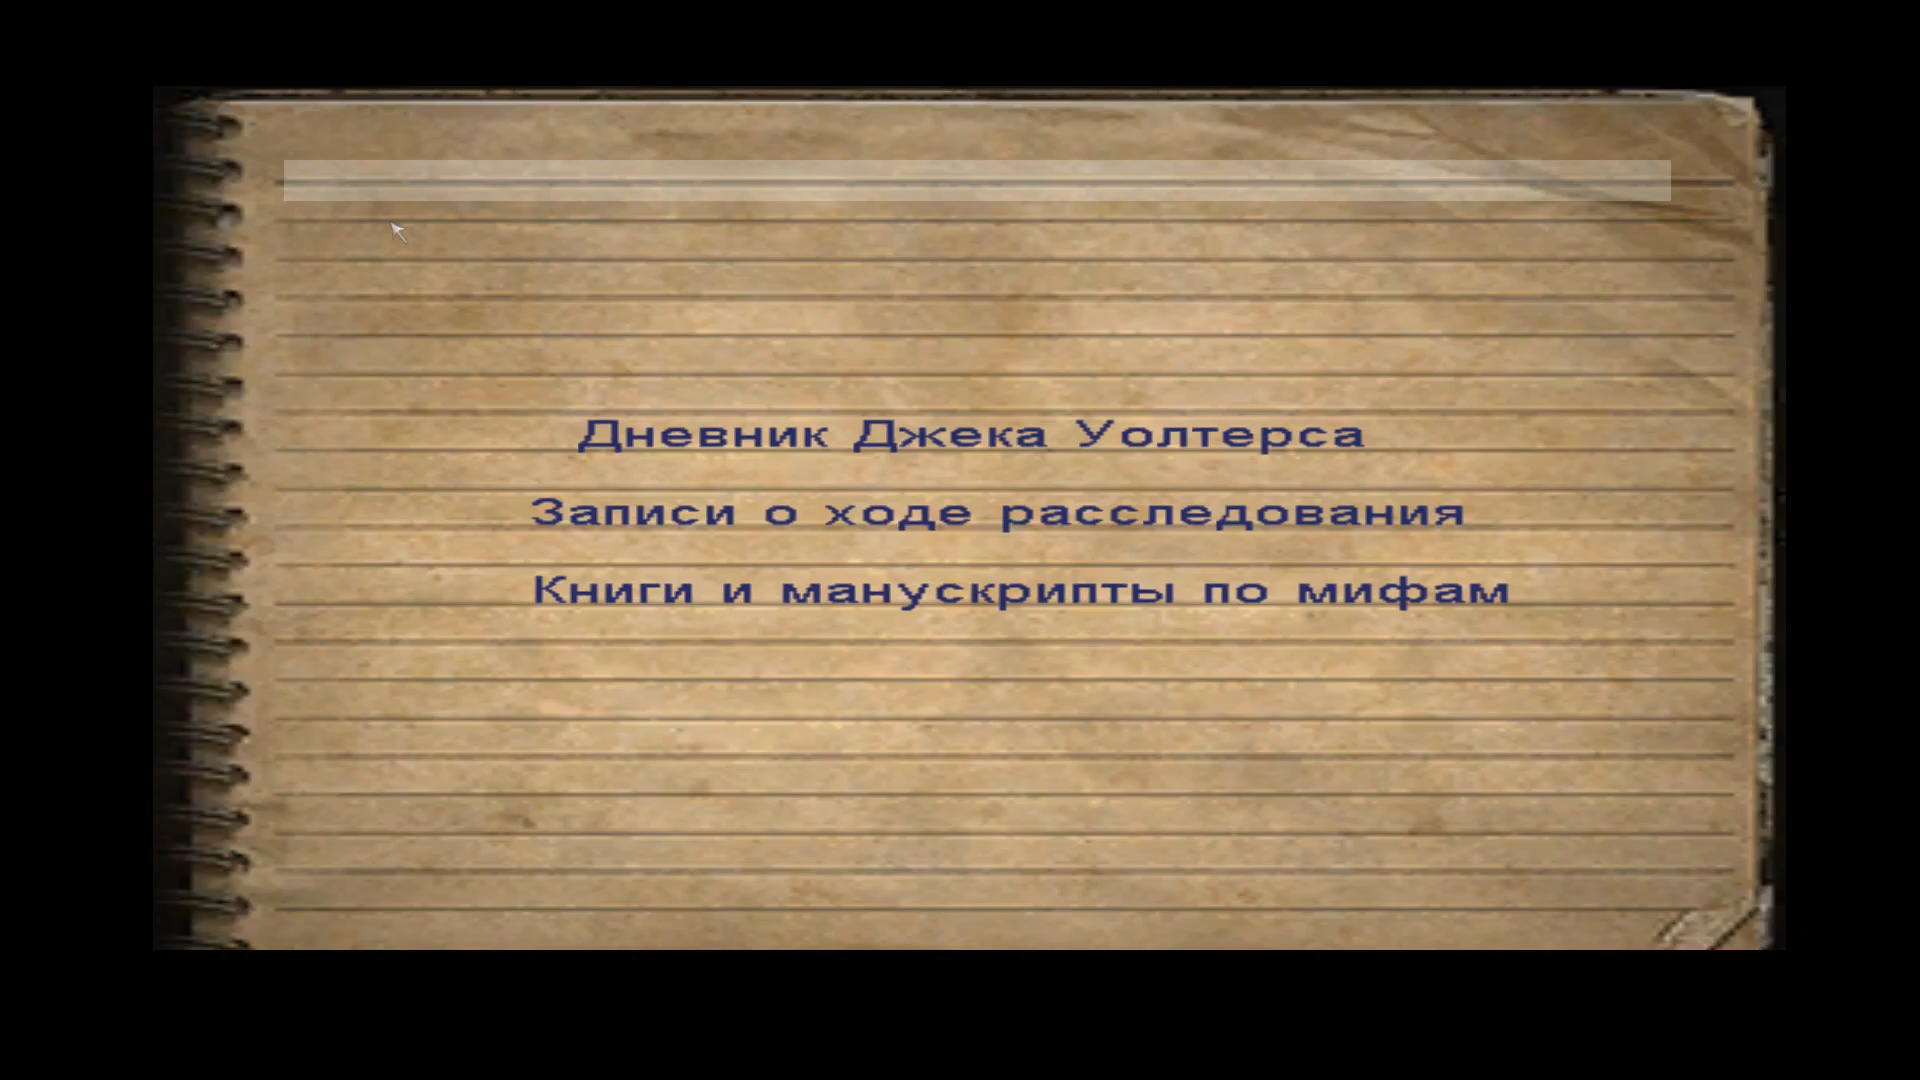 Дневник Джека Уолтерса
Записи о ходе расследования
Книги и манускрипты по мифам